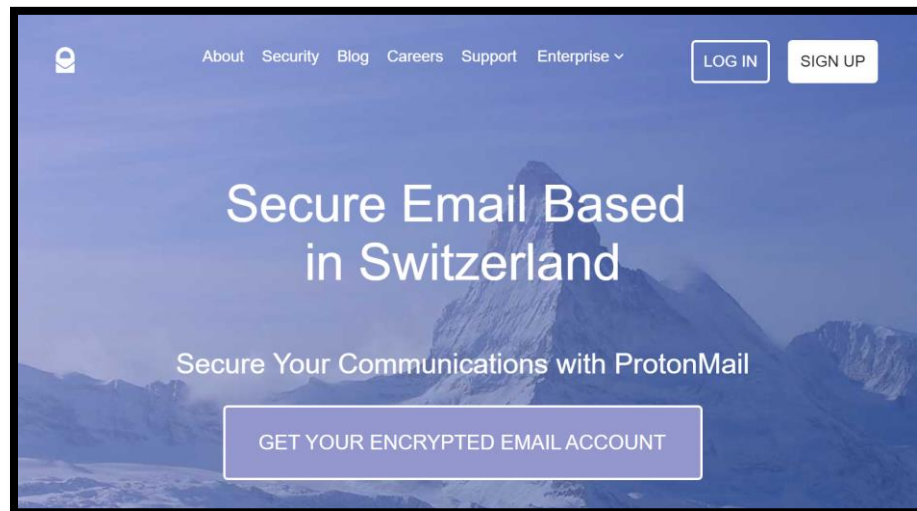 About Security Blog Careers Support Enterprise
LOG IN
SIGN UP
Secure Email Based
in Switzerland
Secure Your Communications with ProtonMail
GET YOUR ENCRYPTED EMAIL ACCOUNT